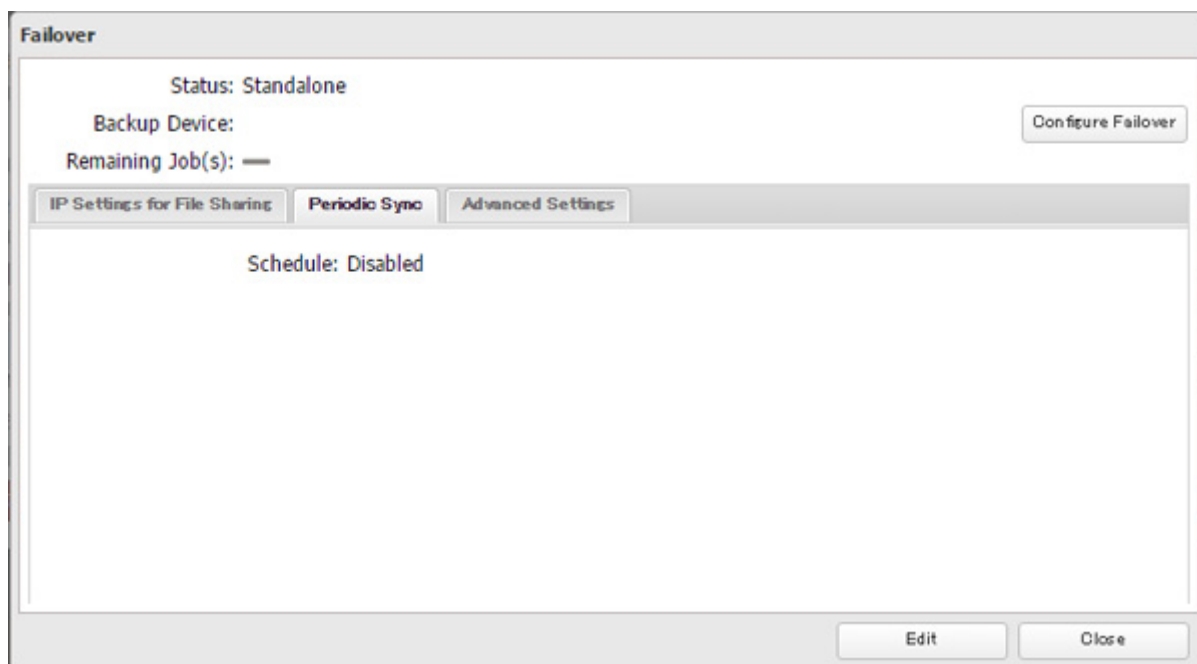 Failover
Status: Standalone
Backup Device:
Configure Failover
Remaining Job(s): —
IP Settings for File Sharing Periodic Sync Advanced Settings
Schedule: Disabled
Edit Close